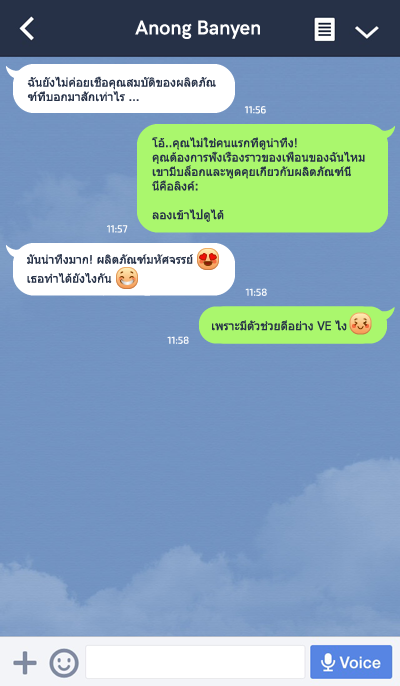 Anong Banyen
ฉันยังไม่ค่อยเชื่อคุณสมบัติของผลิตภัณ
ฑ์ที่บอกมาสักเท่าไร ...
11:56
โอ้..คุณไม่ใช่คนแรกที่ดูน่าทึ่ง!
คุณต้องการฟังเรื่องราวของเพื่อนของฉันไหม
เขามีบล็อกและพูดคุยเกี่ยวกับผลิตภัณฑ์นี้
นี่คือลิงค์:
ลองเข้าไปดูได้
11:57
มันน่าทึ่งมาก! ผลิตภัณฑ์มหัศจรรย์
เธอทำได้ยังไงกัน
11:58
เพราะมีตัวช่วยดีอย่าง VE ไง
11:58
Voice